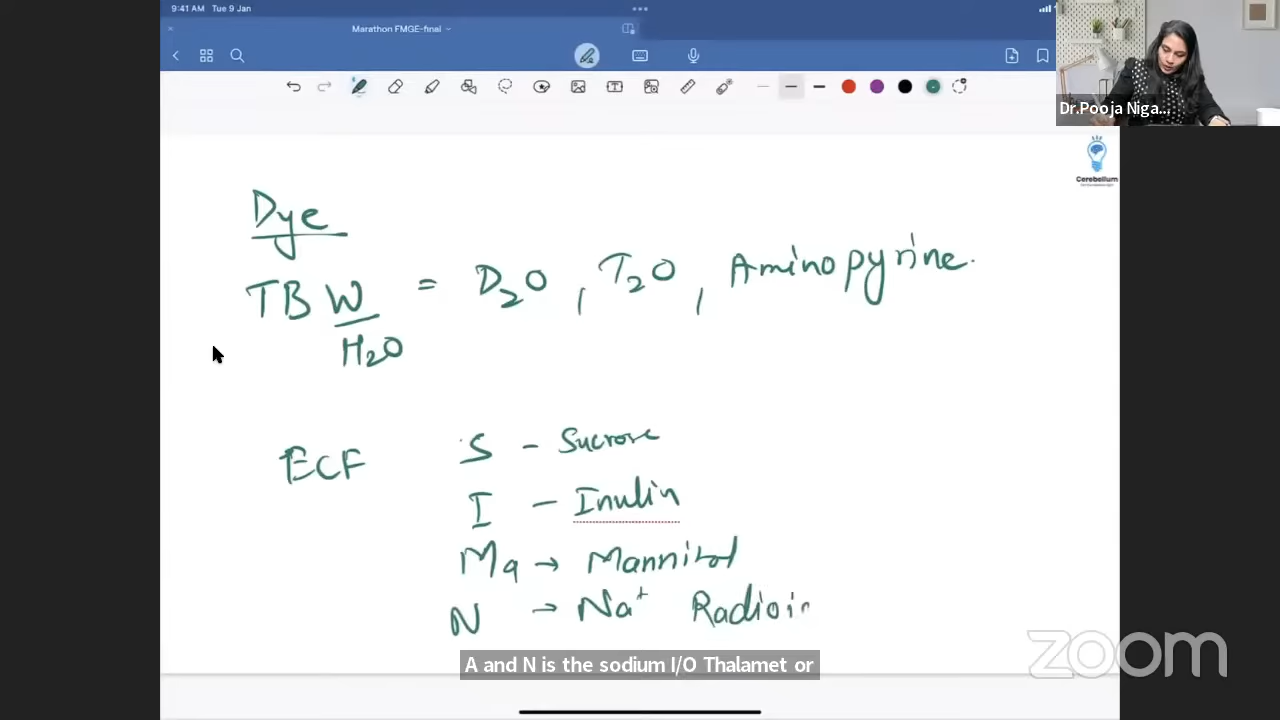 9:41 AM Tue 9 Jan
Marathon FMGE-final
Dr.Pooja Niga...
Cerebellum
Dye
TBW = D2O, T2O, Aminopyrine.
H2O
ECF S - Sucrose
I - Inulin
Ma → Mannitol
N → Na+ Radioi
A and N is the sodium I/O Thalamet or
zoom